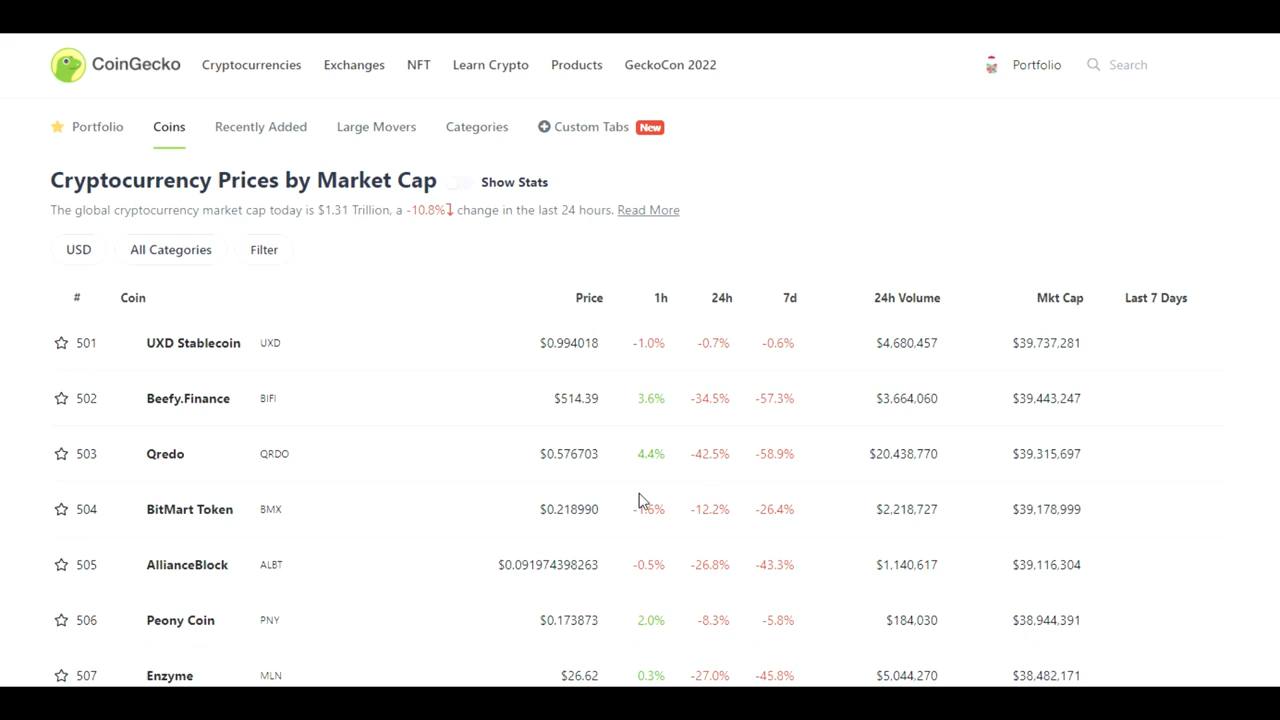 CoinGecko Cryptocurrencies Exchanges NFT Learn Crypto Products GeckoCon 2022 Portfolio Search
Portfolio Coins Recently Added Large Movers Categories Custom Tabs New
Cryptocurrency Prices by Market Cap Show Stats
The global cryptocurrency market cap today is $1.31 Trillion, a -10.8% change in the last 24 hours. Read More
USD All Categories Filter
# Coin Price 1h 24h 7d 24h Volume Mkt Cap Last 7 Days
501 UXD Stablecoin UXD $0.994018 -1.0% -0.7% -0.6% $4,680,457 $39,737,281
502 Beefy.Finance BIFI $514.39 3.6% -34.5% -57.3% $3,664,060 $39,443,247
503 Qredo QRDO $0.576703 4.4% -42.5% -58.9% $20,438,770 $39,315,697
504 BitMart Token BMX $0.218990 -1.6% -12.2% -26.4% $2,218,727 $39,178,999
505 AllianceBlock ALBT $0.091974398263 -0.5% -26.8% -43.3% $1,140,617 $39,116,304
506 Peony Coin PNY $0.173873 2.0% -8.3% -5.8% $184,030 $38,944,391
507 Enzyme MLN $26.62 0.3% -27.0% -45.8% $5,044,270 $38,482,171